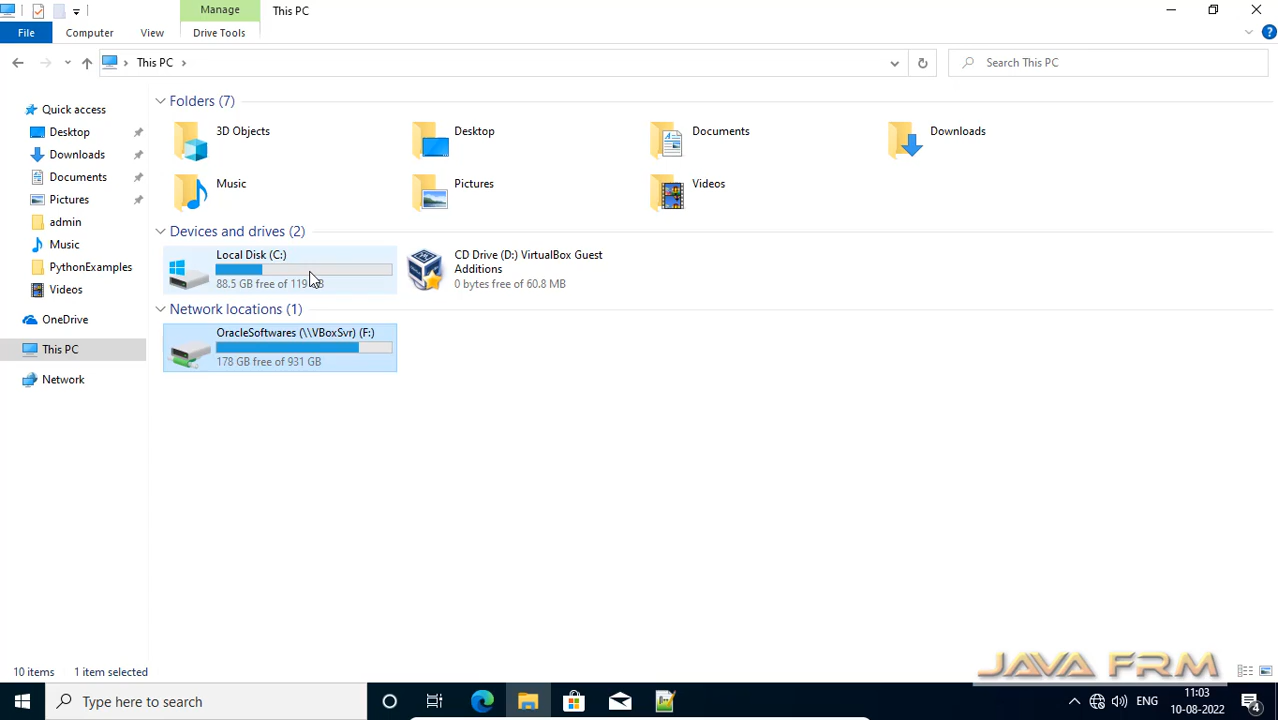 Manage
This PC
File
Computer
View
Drive Tools
This PC
Search This PC
Quick access
Desktop
Downloads
Documents
Pictures
admin
Music
PythonExamples
Videos
OneDrive
This PC
Network
Folders (7)
3D Objects
Desktop
Documents
Downloads
Music
Pictures
Videos
Devices and drives (2)
Local Disk (C:)
88.5 GB free of 119 GB
CD Drive (D:) VirtualBox Guest
Additions
0 bytes free of 60.8 MB
Network locations (1)
OracleSoftwares (\\VBoxSvr) (F:)
178 GB free of 931 GB
10 items
1 item selected
JAVA FRM
Type here to search
ENG
11:03
10-08-2022
4